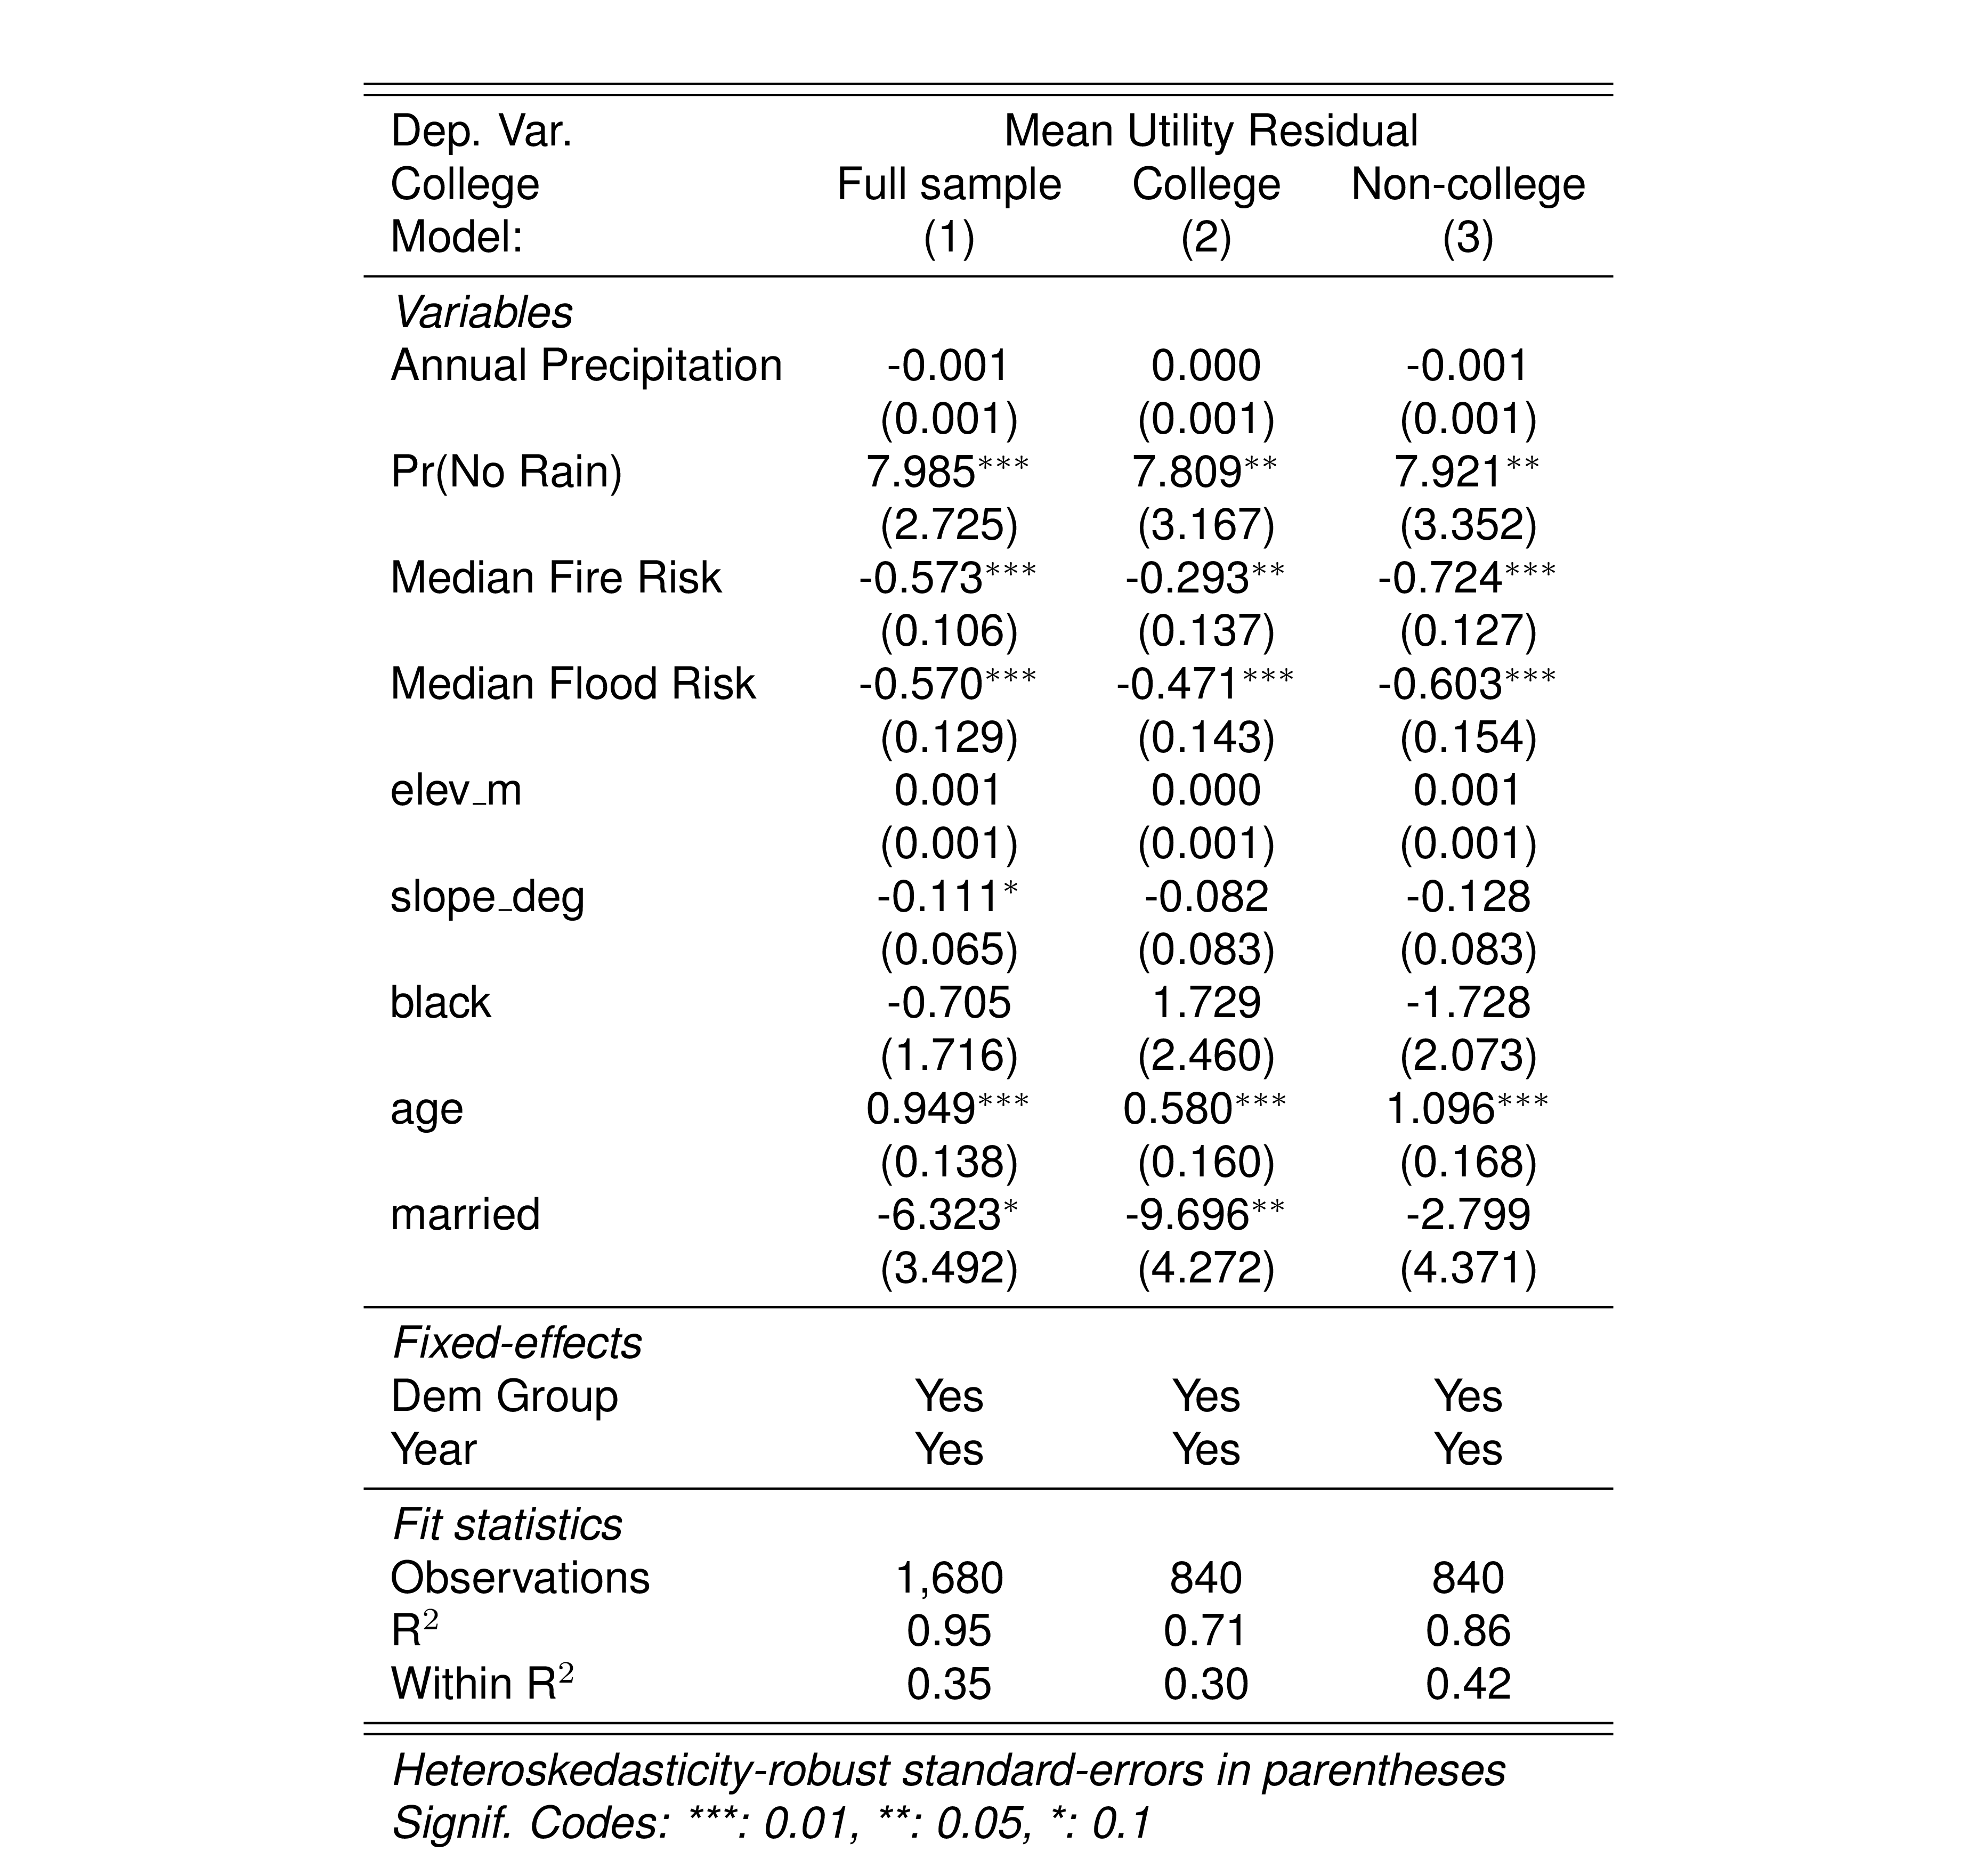 Dep. Var. Mean Utility Residual
College Full sample College Non-college
Model: (1) (2) (3)
Variables
Annual Precipitation -0.001 0.000 -0.001
(0.001) (0.001) (0.001)
Pr(No Rain) 7.985*** 7.809** 7.921**
(2.725) (3.167) (3.352)
Median Fire Risk -0.573*** -0.293** -0.724***
(0.106) (0.137) (0.127)
Median Flood Risk -0.570*** -0.471*** -0.603***
(0.129) (0.143) (0.154)
elev_m 0.001 0.000 0.001
(0.001) (0.001) (0.001)
slope_deg -0.111* -0.082 -0.128
(0.065) (0.083) (0.083)
black -0.705 1.729 -1.728
(1.716) (2.460) (2.073)
age 0.949*** 0.580*** 1.096***
(0.138) (0.160) (0.168)
married -6.323* -9.696** -2.799
(3.492) (4.272) (4.371)
Fixed-effects
Dem Group Yes Yes Yes
Year Yes Yes Yes
Fit statistics
Observations 1,680 840 840
R² 0.95 0.71 0.86
Within R² 0.35 0.30 0.42
Heteroskedasticity-robust standard-errors in parentheses
Signif. Codes: ***: 0.01, **: 0.05, *: 0.1